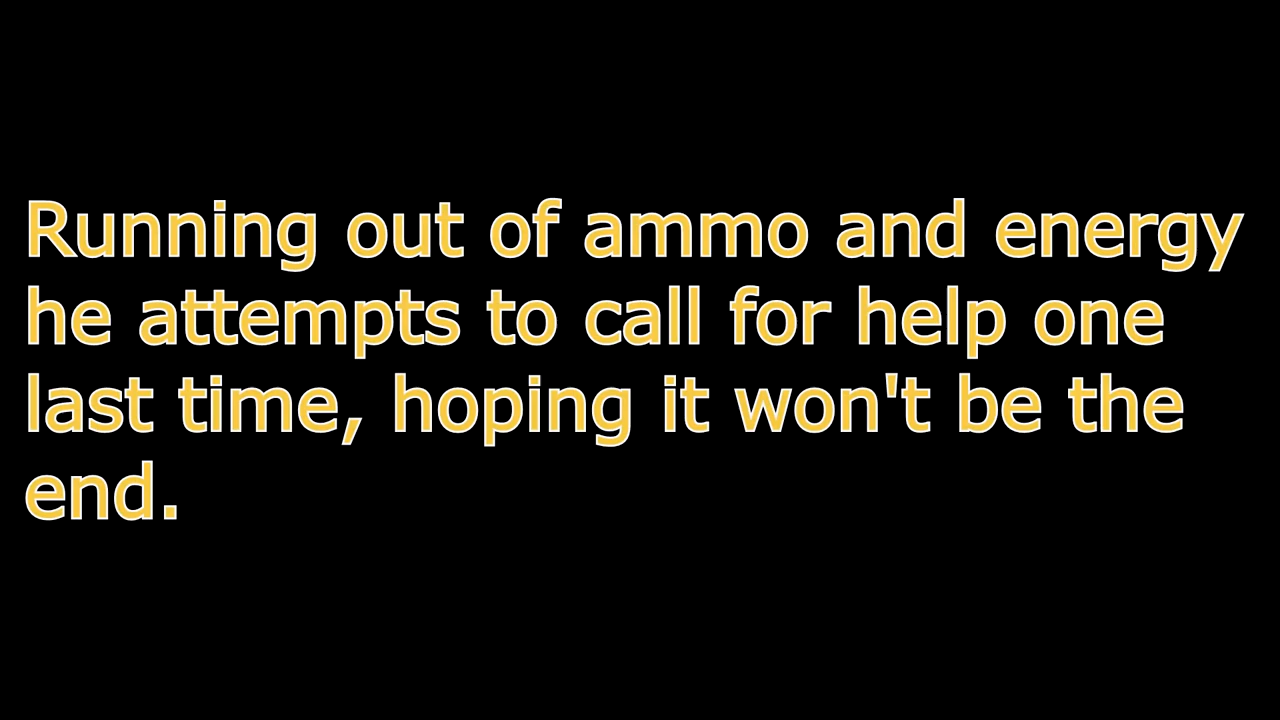 Running out of ammo and energy
he attempts to call for help one
last time, hoping it won't be the
end.